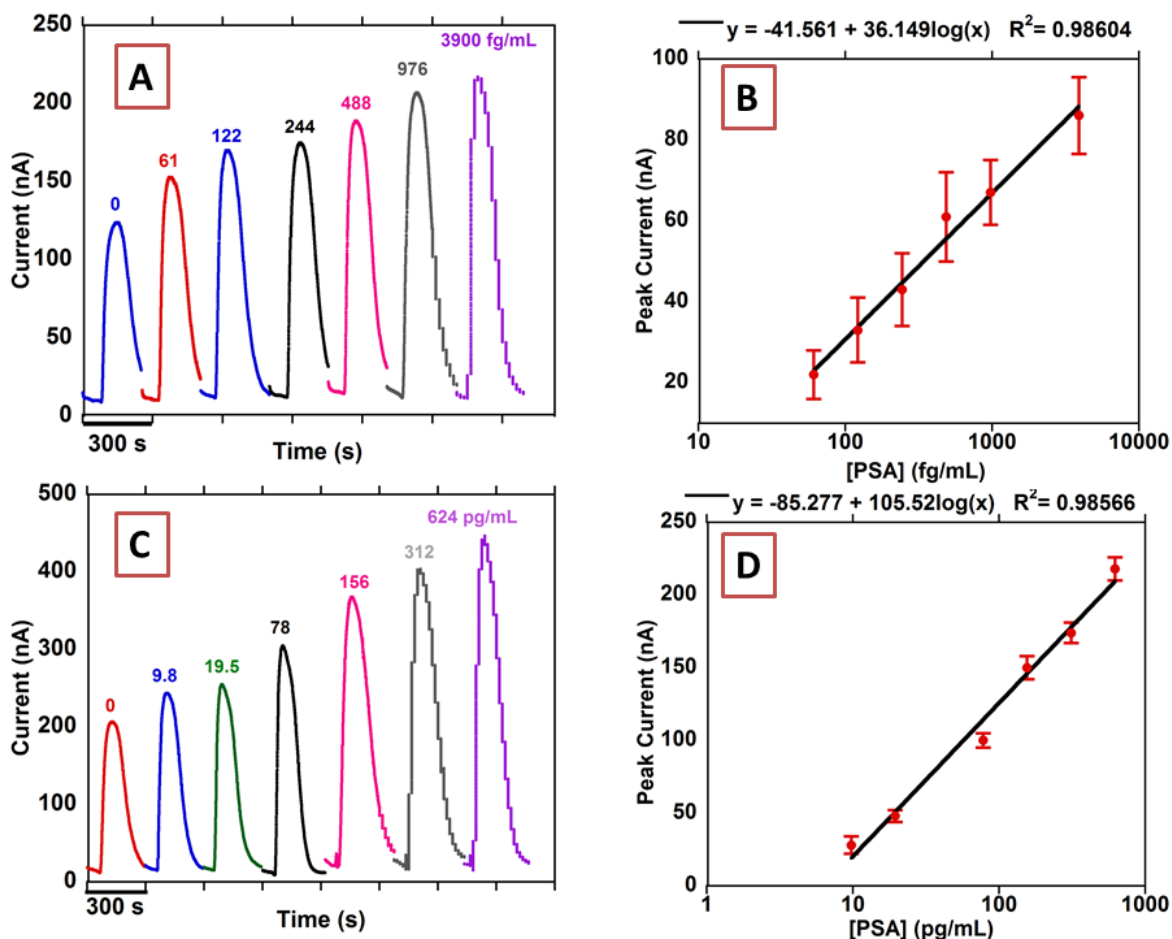 A
250
200
150
100
50
0
Current (nA)
0
61
122
244
488
976
3900 fg/mL
300 s
Time (s)
y = -41.561 + 36.149log(x) R²= 0.98604
B
100
80
60
40
20
Peak Current (nA)
10
100
1000
10000
[PSA] (fg/mL)
C
500
400
300
200
100
0
Current (nA)
0
9.8
19.5
78
156
312
624 pg/mL
300 s
Time (s)
y = -85.277 + 105.52log(x) R²= 0.98566
D
250
200
150
100
50
0
Peak Current (nA)
1
10
100
1000
[PSA] (pg/mL)